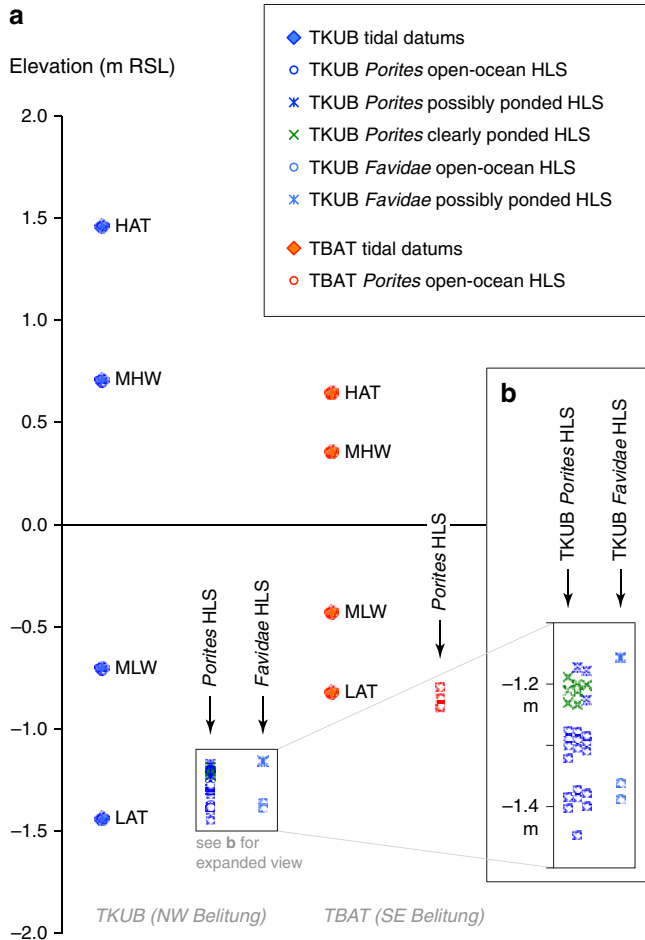 a
Elevation (m RSL)
TKUB tidal datums
TKUB Porites open-ocean HLS
TKUB Porites possibly ponded HLS
TKUB Porites clearly ponded HLS
TKUB Favidae open-ocean HLS
TKUB Favidae possibly ponded HLS
TBAT tidal datums
TBAT Porites open-ocean HLS
2.0
1.5
1.0
0.5
0.0
−0.5
−1.0
−1.5
−2.0
HAT
MHW
MLW
LAT
HAT
MHW
MLW
LAT
Porites HLS
Favidae HLS
Porites HLS
see b for
expanded view
TKUB (NW Belitung)
TBAT (SE Belitung)
b
TKUB Porites HLS
TKUB Favidae HLS
−1.2
m
−1.4
m